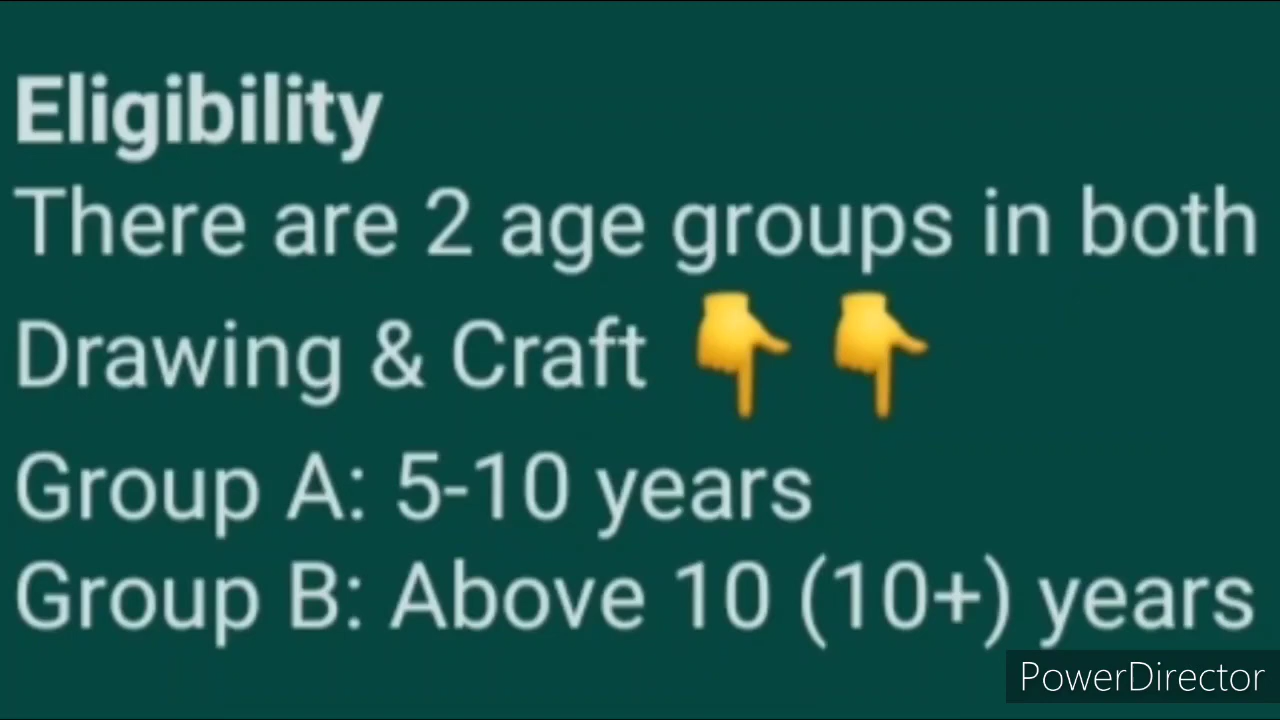 Eligibility
There are 2 age groups in both
Drawing & Craft 👇 👇
Group A: 5-10 years
Group B: Above 10 (10+) years
PowerDirector